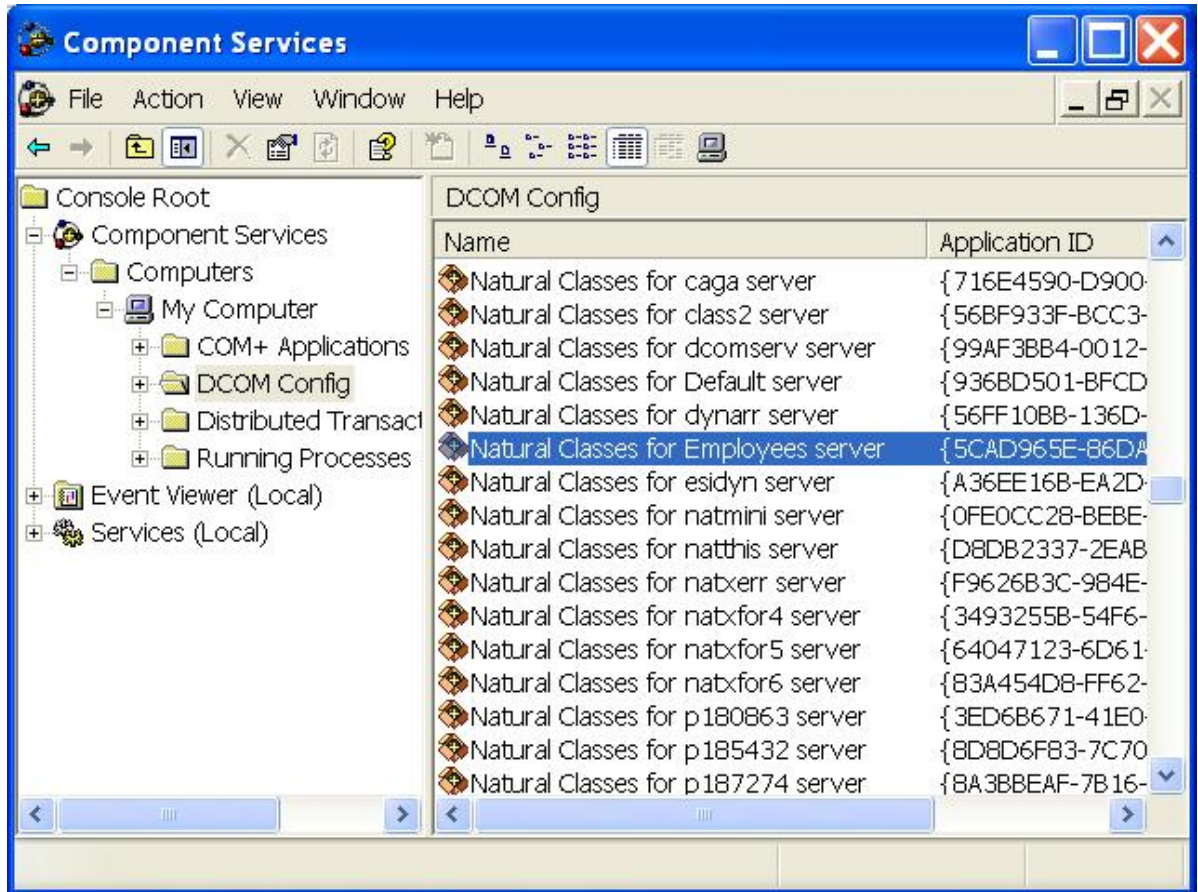 Component Services
File Action View Window Help
Console Root
Component Services
Computers
My Computer
COM+ Applications
DCOM Config
Distributed Transact
Running Processes
Event Viewer (Local)
Services (Local)
DCOM Config
Name Application ID
Natural Classes for caga server {716E4590-D900-
Natural Classes for class2 server {56BF933F-BCC3-
Natural Classes for dcomserv server {99AF3BB4-0012-
Natural Classes for Default server {936BD501-BFCD
Natural Classes for dynarr server {56FF10BB-136D-
Natural Classes for Employees server {5CAD965E-86DA
Natural Classes for esidyn server {A36EE16B-EA2D-
Natural Classes for natmini server {0FE0CC28-BEBE-
Natural Classes for natthis server {D8DB2337-2EAB
Natural Classes for natxerr server {F9626B3C-984E-
Natural Classes for natxfor4 server {3493255B-54F6-
Natural Classes for natxfor5 server {64047123-6D61-
Natural Classes for natxfor6 server {83A454D8-FF62-
Natural Classes for p180863 server {3ED6B671-41E0-
Natural Classes for p185432 server {8D8D6F83-7C70
Natural Classes for p187274 server {8A3BBEAF-7B16-